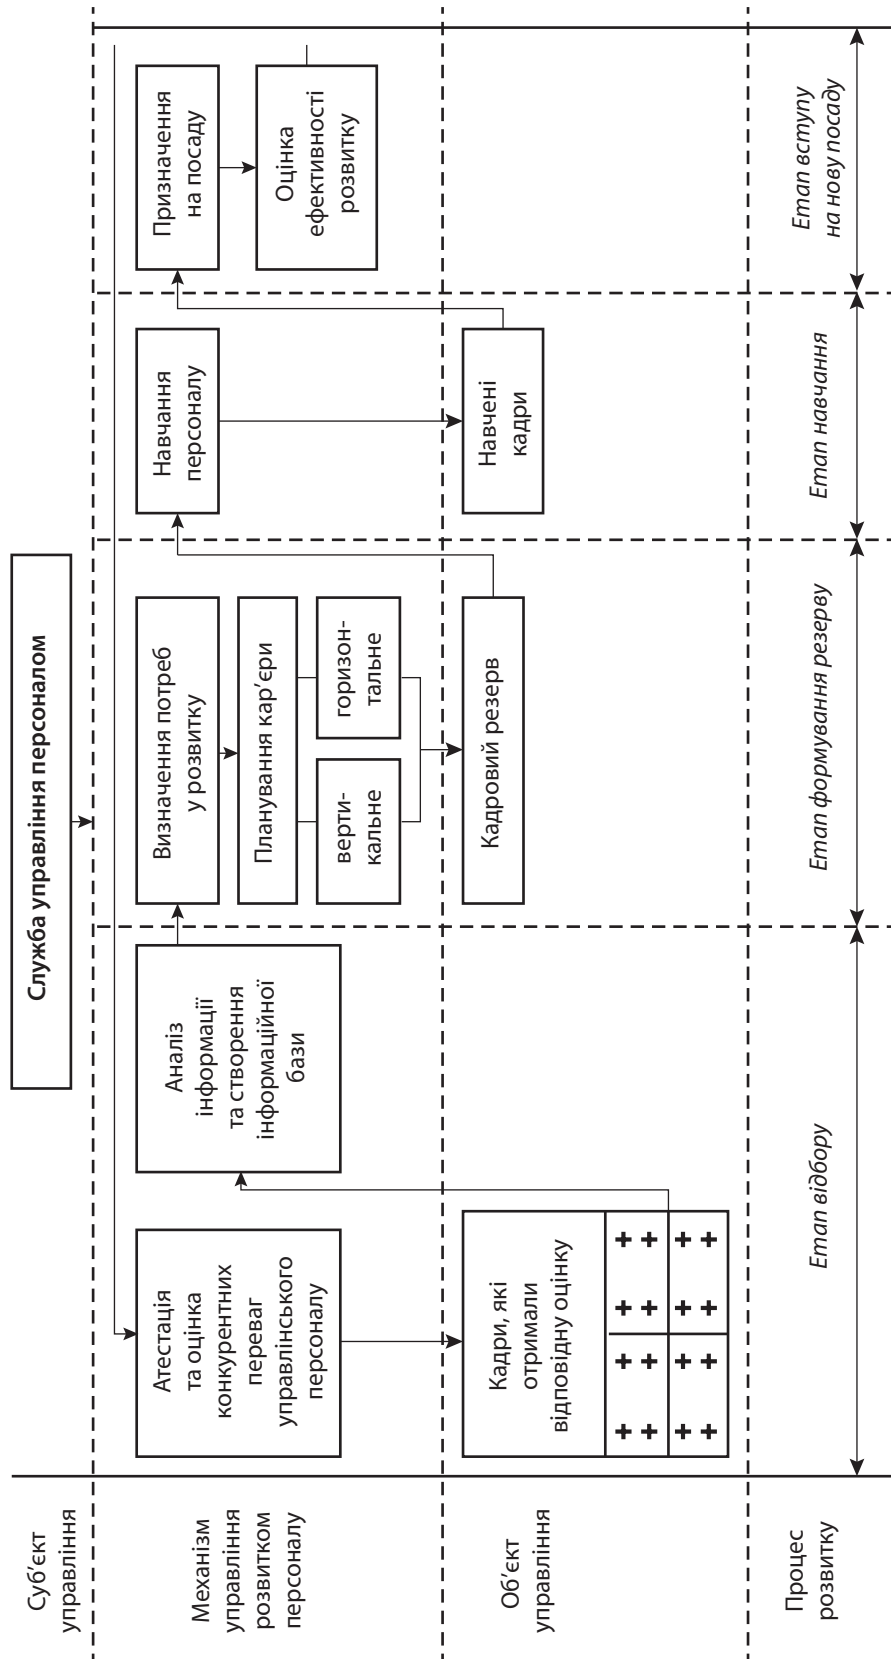 Суб’єкт
управління
Служба управління персоналом
Механізм
управління
розвитком
персоналу
Атестація
та оцінка
конкурентних
переваг
управлінського
персоналу
Аналіз
інформації
та створення
інформаційної
бази
Визначення потреб
у розвитку
Планування кар’єри
верти-
кальне
горизон-
тальне
Навчання
персоналу
Призначення
на посаду
Оцінка
ефективності
розвитку
Об’єкт
управління
Кадри, які
отримали
відповідну оцінку
+ + + +
+ + + +
+ + + +
+ + + +
Кадровий резерв
Навчені
кадри
Процес
розвитку
Етап відбору
Етап формування резерву
Етап навчання
Етап вступу
на нову посаду